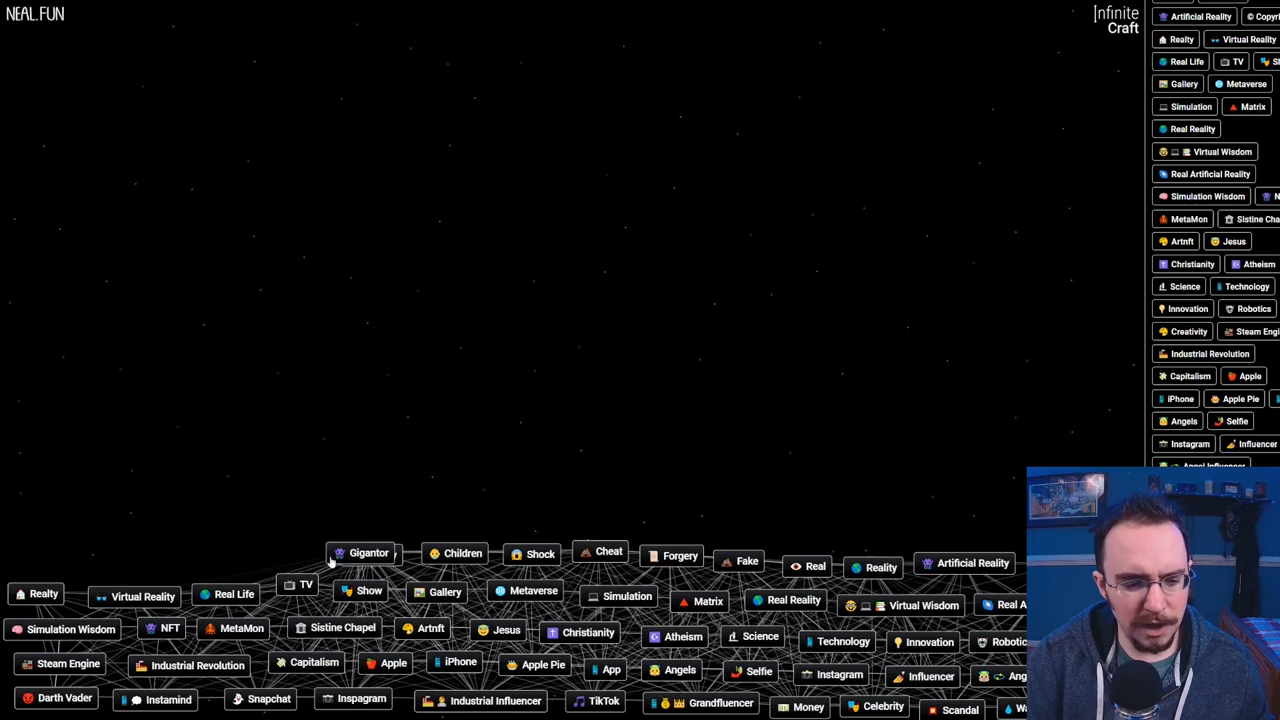 NEAL.FUN
Infinite
Craft
Artificial Reality
Realty
Virtual Reality
Real Life
TV
Gallery
Metaverse
Simulation
Matrix
Real Reality
Virtual Wisdom
Real Artificial Reality
Simulation Wisdom
MetaMon
Artnft
Jesus
Christianity
Atheism
Science
Technology
Innovation
Robotics
Creativity
Industrial Revolution
Capitalism
Apple
iPhone
Apple Pie
Angels
Selfie
Instagram
Influencer
Gigantor
Children
Shock
Cheat
Forgery
Fake
Real
Reality
Artificial Reality
Realty
Virtual Reality
Real Life
TV
Show
Gallery
Metaverse
Simulation
Matrix
Real Reality
Virtual Wisdom
Simulation Wisdom
NFT
MetaMon
Sistine Chapel
Artnft
Jesus
Christianity
Atheism
Science
Technology
Innovation
Steam Engine
Industrial Revolution
Capitalism
Apple
iPhone
Apple Pie
App
Angels
Selfie
Instagram
Influencer
Darth Vader
Instamind
Snapchat
Inspagram
Industrial Influencer
TikTok
Grandfluencer
Money
Celebrity
Scandal